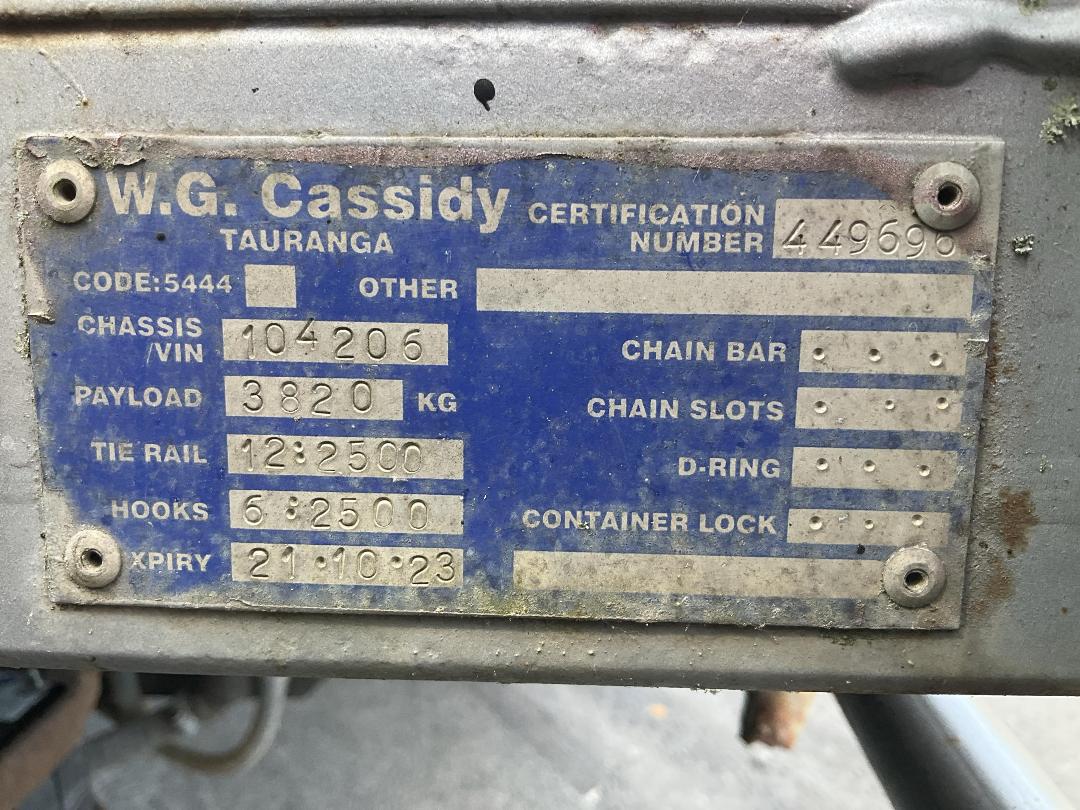 W.G. Cassidy
TAURANGA
CERTIFICATION NUMBER 449696
CODE:5444
OTHER
CHASSIS /VIN 104206
PAYLOAD 3820 KG
TIE RAIL 12:2500
HOOKS 6:2500
XPIRY 21·10·23
CHAIN BAR . . .
CHAIN SLOTS . . .
D-RING . . .
CONTAINER LOCK . . .